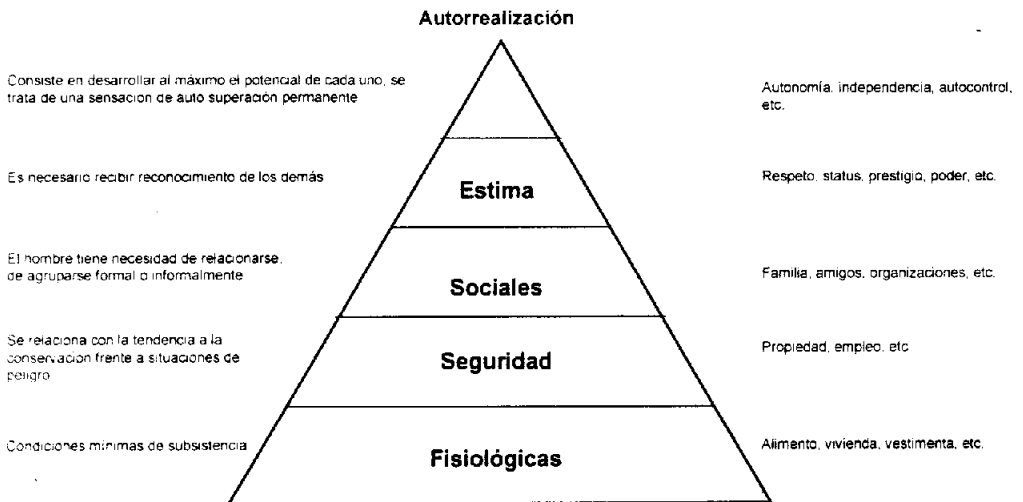 Autorrealización
Consiste en desarrollar al máximo el potencial de cada uno, se
trata de una sensación de auto superación permanente
Autonomía, independencia, autocontrol,
etc.
Es necesario recibir reconocimiento de los demás
Estima
Respeto, status, prestigio, poder, etc.
El hombre tiene necesidad de relacionarse,
de agruparse formal o informalmente
Sociales
Familia, amigos, organizaciones, etc.
Se relaciona con la tendencia a la
conservación frente a situaciones de
peligro
Seguridad
Propiedad, empleo, etc
Condiciones mínimas de subsistencia
Fisiológicas
Alimento, vivienda, vestimenta, etc.